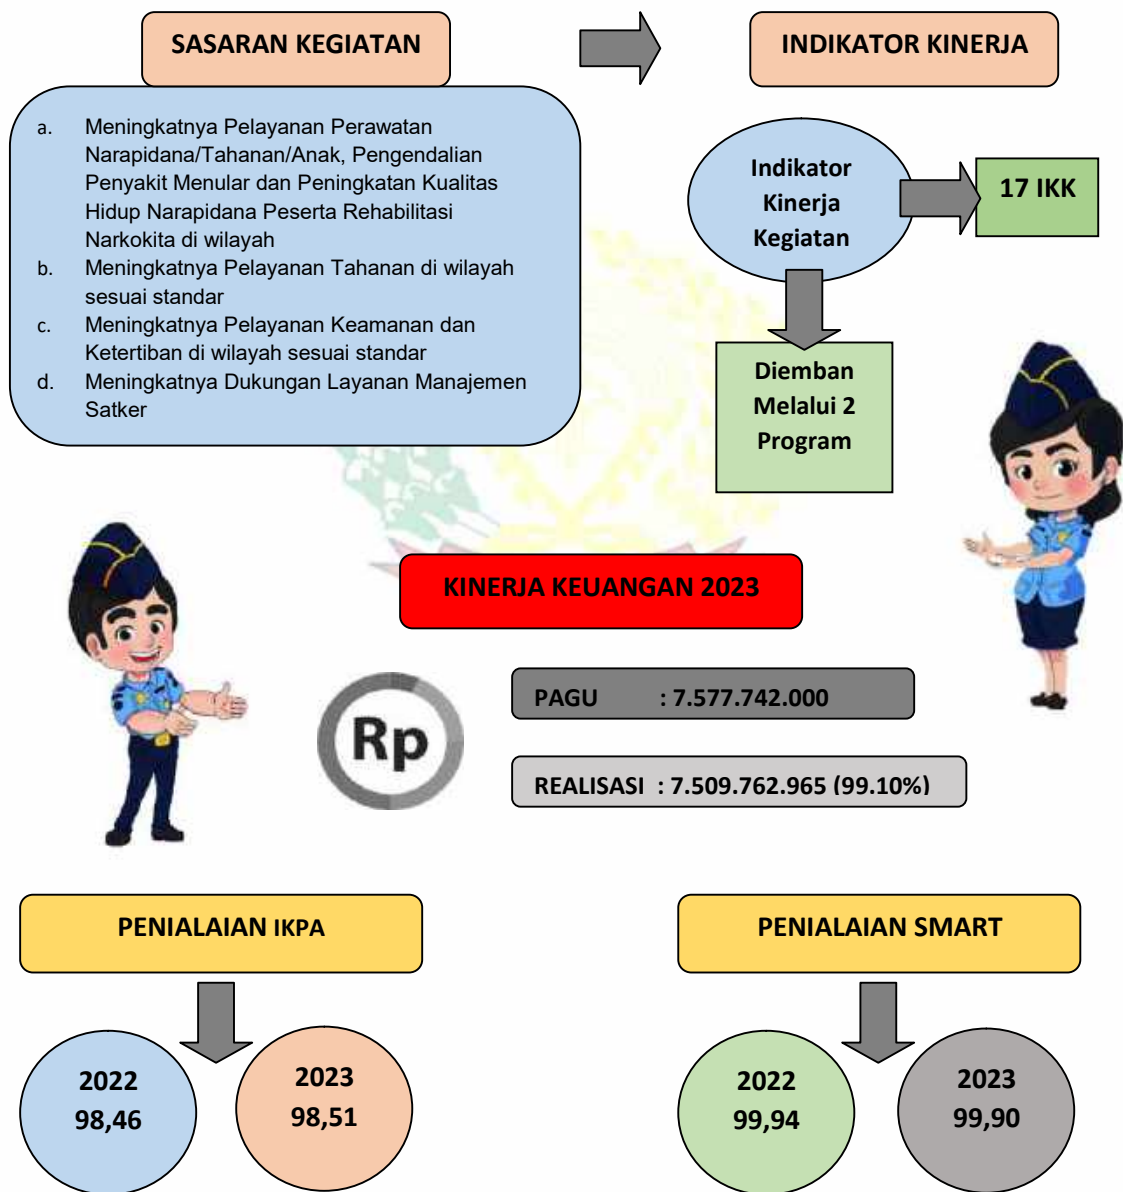 SASARAN KEGIATAN
INDIKATOR KINERJA
a. Meningkatnya Pelayanan Perawatan
Narapidana/Tahanan/Anak, Pengendalian
Penyakit Menular dan Peningkatan Kualitas
Hidup Narapidana Peserta Rehabilitasi
Narkokita di wilayah
b. Meningkatnya Pelayanan Tahanan di wilayah
sesuai standar
c. Meningkatnya Pelayanan Keamanan dan
Ketertiban di wilayah sesuai standar
d. Meningkatnya Dukungan Layanan Manajemen
Satker
Indikator
Kinerja
Kegiatan
17 IKK
Diemban
Melalui 2
Program
KINERJA KEUANGAN 2023
Rp
PAGU : 7.577.742.000
REALISASI : 7.509.762.965 (99.10%)
PENIALAIAN IKPA
PENIALAIAN SMART
2022
98,46
2023
98,51
2022
99,94
2023
99,90